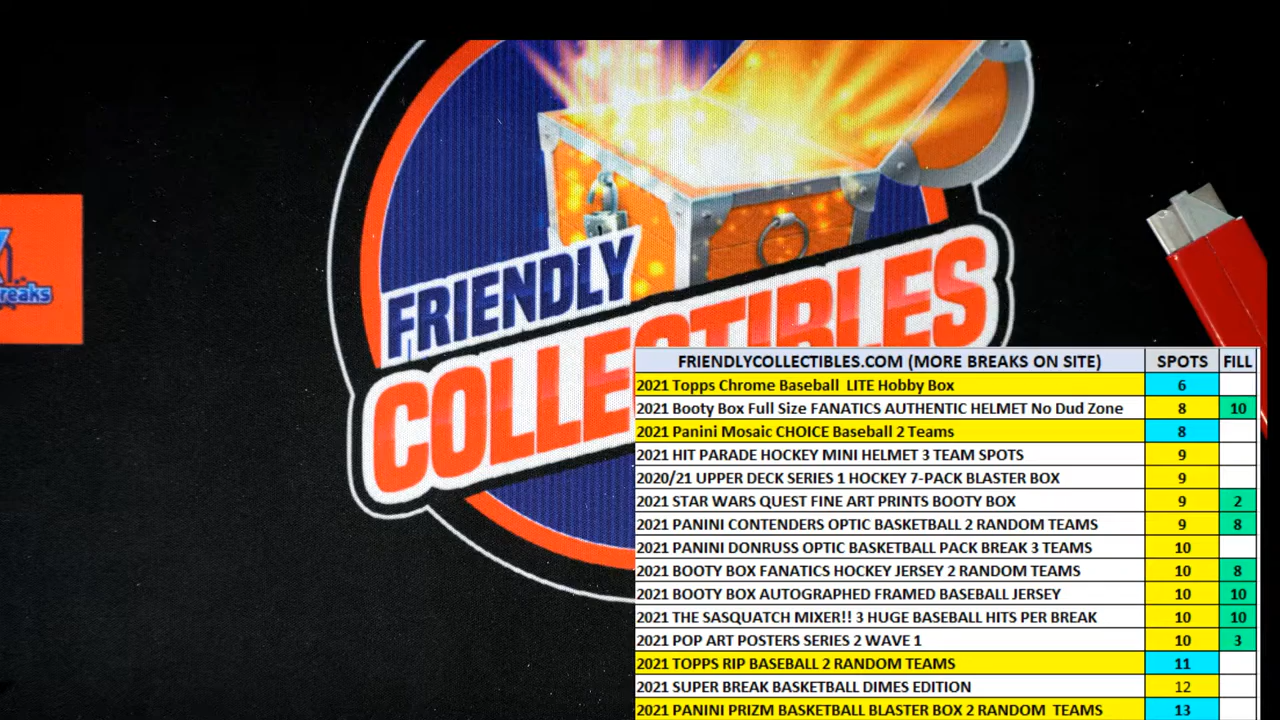 reaks
FRIENDLY
COLLECTIBLES
FRIENDLYCOLLECTIBLES.COM (MORE BREAKS ON SITE) SPOTS FILL
2021 Topps Chrome Baseball LITE Hobby Box 6
2021 Booty Box Full Size FANATICS AUTHENTIC HELMET No Dud Zone 8 10
2021 Panini Mosaic CHOICE Baseball 2 Teams 8
2021 HIT PARADE HOCKEY MINI HELMET 3 TEAM SPOTS 9
2020/21 UPPER DECK SERIES 1 HOCKEY 7-PACK BLASTER BOX 9
2021 STAR WARS QUEST FINE ART PRINTS BOOTY BOX 9 2
2021 PANINI CONTENDERS OPTIC BASKETBALL 2 RANDOM TEAMS 9 8
2021 PANINI DONRUSS OPTIC BASKETBALL PACK BREAK 3 TEAMS 10
2021 BOOTY BOX FANATICS HOCKEY JERSEY 2 RANDOM TEAMS 10 8
2021 BOOTY BOX AUTOGRAPHED FRAMED BASEBALL JERSEY 10 10
2021 THE SASQUATCH MIXER!! 3 HUGE BASEBALL HITS PER BREAK 10 10
2021 POP ART POSTERS SERIES 2 WAVE 1 10 3
2021 TOPPS RIP BASEBALL 2 RANDOM TEAMS 11
2021 SUPER BREAK BASKETBALL DIMES EDITION 12
2021 PANINI PRIZM BASKETBALL BLASTER BOX 2 RANDOM TEAMS 13